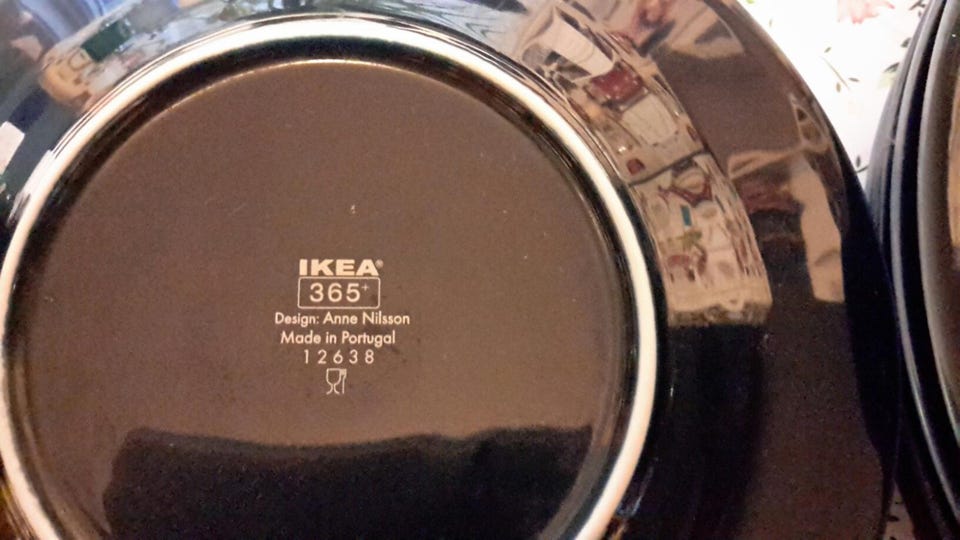 IKEA®
365+
Design: Anne Nilsson
Made in Portugal
12638